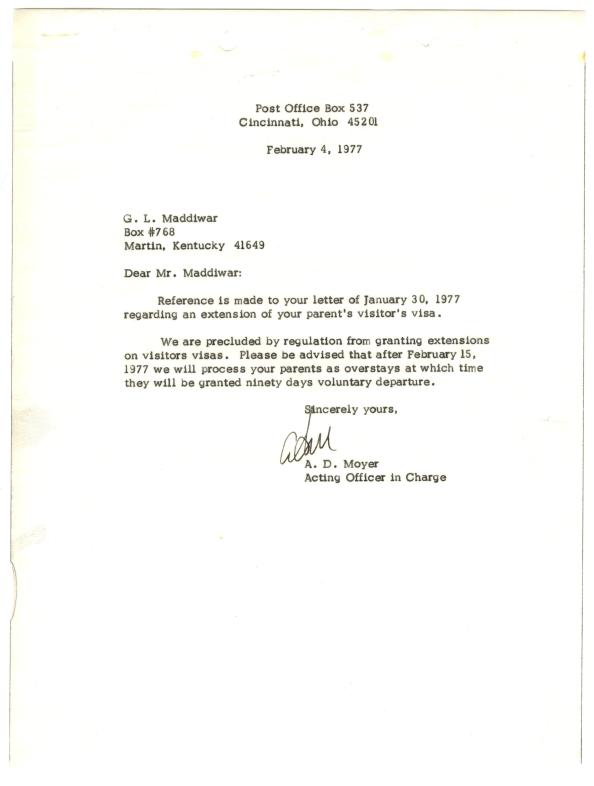 Post Office Box 537
Cincinnati, Ohio 45201
February 4, 1977
G. L. Maddiwar
Box #768
Martin, Kentucky 41649
Dear Mr. Maddiwar:
Reference is made to your letter of January 30, 1977
regarding an extension of your parent's visitor's visa.
We are precluded by regulation from granting extensions
on visitors visas. Please be advised that after February 15,
1977 we will process your parents as overstays at which time
they will be granted ninety days voluntary departure.
Sincerely yours,
A. D. Moyer
Acting Officer in Charge